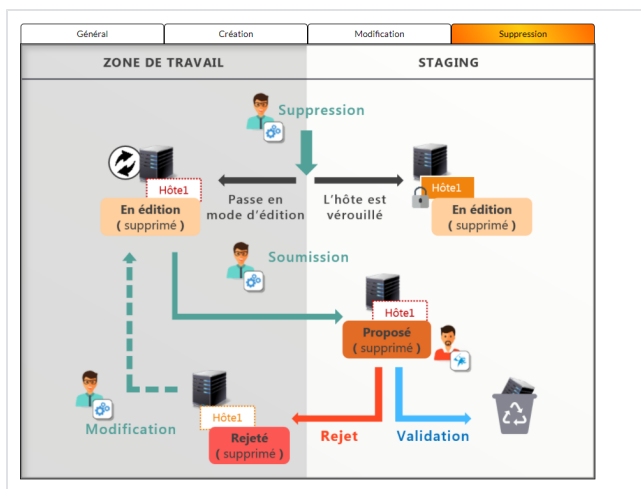 Général
Création
Modification
Suppression
ZONE DE TRAVAIL
STAGING
Suppression
Hôte1
En édition
( supprimé )
Passe en
mode d'édition
L'hôte est
vérouillé
Hôte1
En édition
( supprimé )
Soumission
Hôte1
Proposé
( supprimé )
Modification
Hôte1
Rejeté
( supprimé )
Rejet
Validation